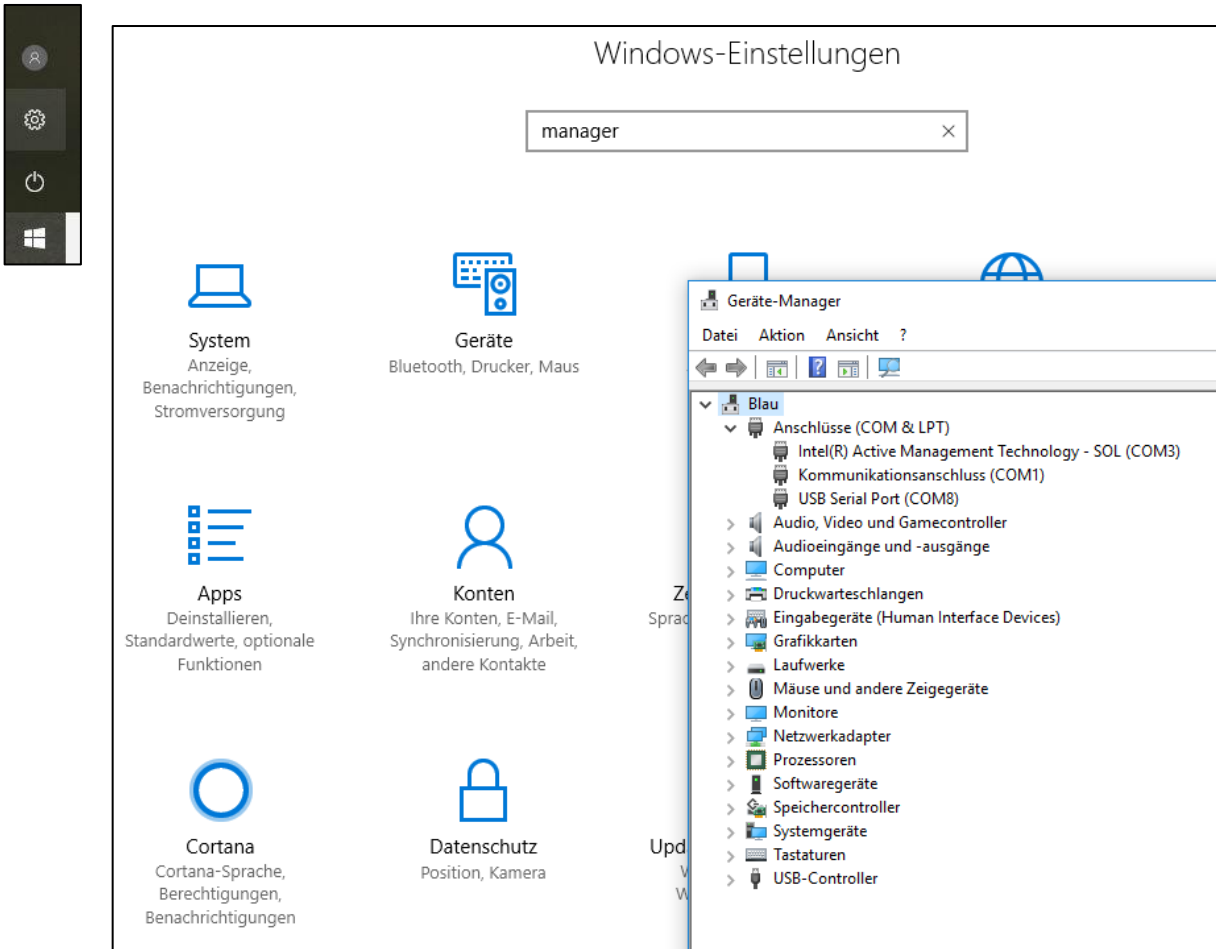 Windows-Einstellungen
manager
System
Anzeige,
Benachrichtigungen,
Stromversorgung
Geräte
Bluetooth, Drucker, Maus
Apps
Deinstallieren,
Standardwerte, optionale
Funktionen
Konten
Ihre Konten, E-Mail,
Synchronisierung, Arbeit,
andere Kontakte
Cortana
Cortana-Sprache,
Berechtigungen,
Benachrichtigungen
Datenschutz
Position, Kamera
Geräte-Manager
Datei Aktion Ansicht ?
Blau
Anschlüsse (COM & LPT)
Intel(R) Active Management Technology - SOL (COM3)
Kommunikationsanschluss (COM1)
USB Serial Port (COM8)
Audio, Video und Gamecontroller
Audioeingänge und -ausgänge
Computer
Druckwarteschlangen
Eingabegeräte (Human Interface Devices)
Grafikkarten
Laufwerke
Mäuse und andere Zeigegeräte
Monitore
Netzwerkadapter
Prozessoren
Softwaregeräte
Speichercontroller
Systemgeräte
Tastaturen
USB-Controller